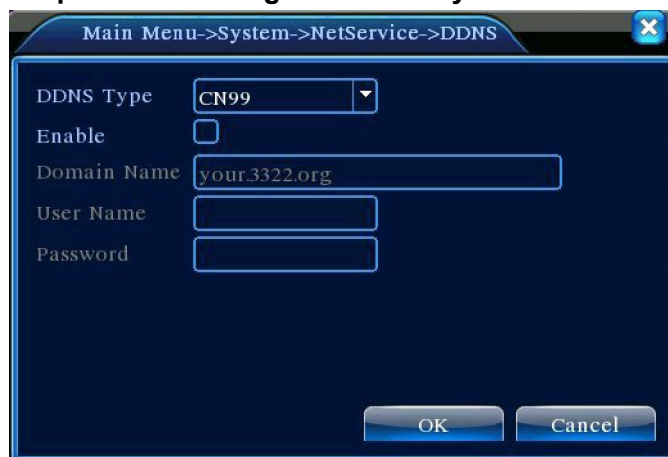 Main Menu->System->NetService->DDNS
DDNS Type CN99
Enable
Domain Name your.3322.org
User Name
Password
OK Cancel